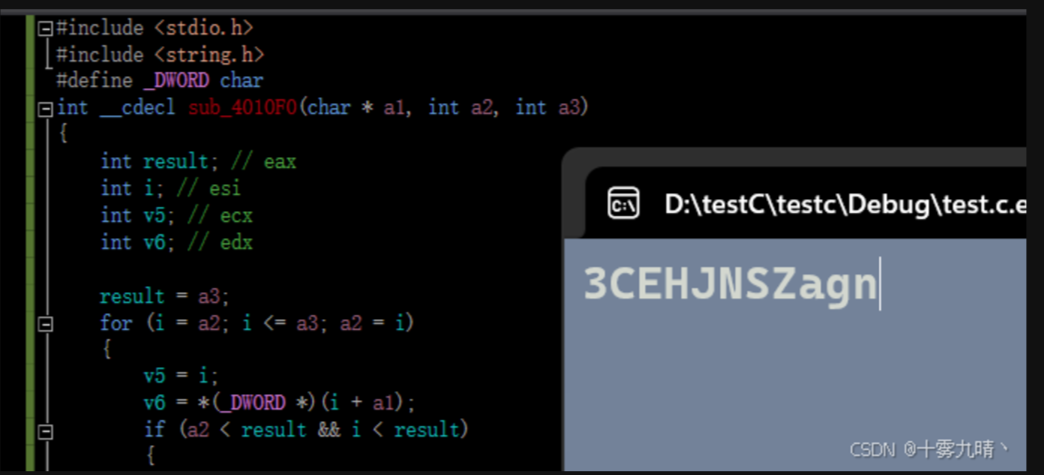 #include <stdio.h>
#include <string.h>
#define _DWORD char
int __cdecl sub_4010F0(char * a1, int a2, int a3)
{
int result; // eax
int i; // esi
int v5; // ecx
int v6; // edx
result = a3;
for (i = a2; i <= a3; a2 = i)
{
v5 = i;
v6 = *(_DWORD *)(i + a1);
if (a2 < result && i < result)
{
D:\testC\testc\Debug\test.c.e
3CEHJNSZagn
CSDN @十雾九晴丶